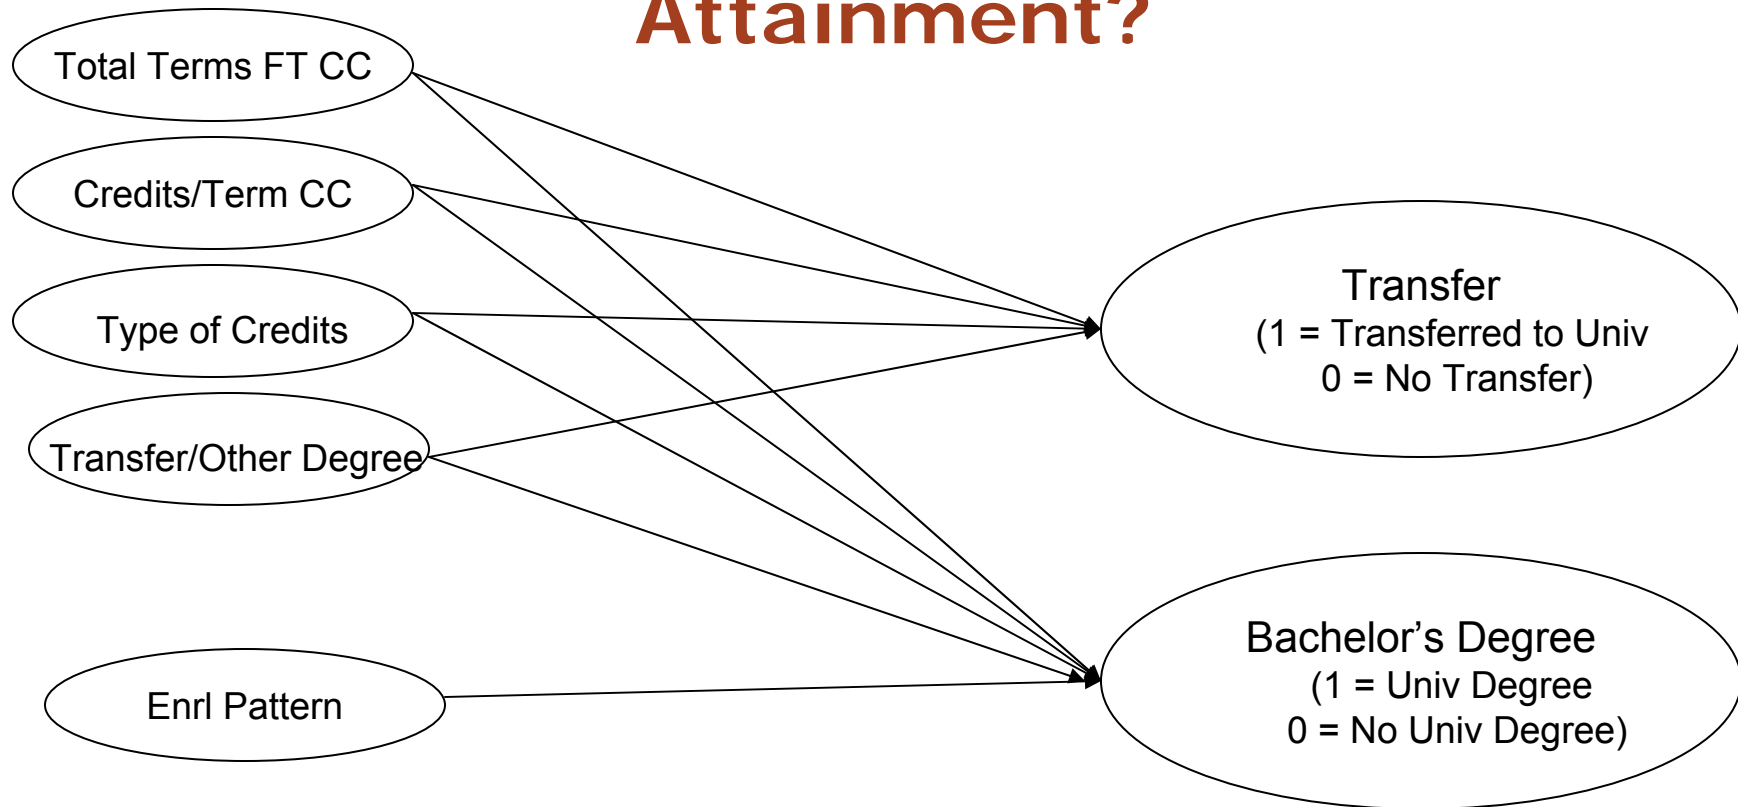 Attainment?
Total Terms FT CC
Credits/Term CC
Type of Credits
Transfer/Other Degree
Enrl Pattern
Transfer
(1 = Transferred to Univ
0 = No Transfer)
Bachelor’s Degree
(1 = Univ Degree
0 = No Univ Degree)